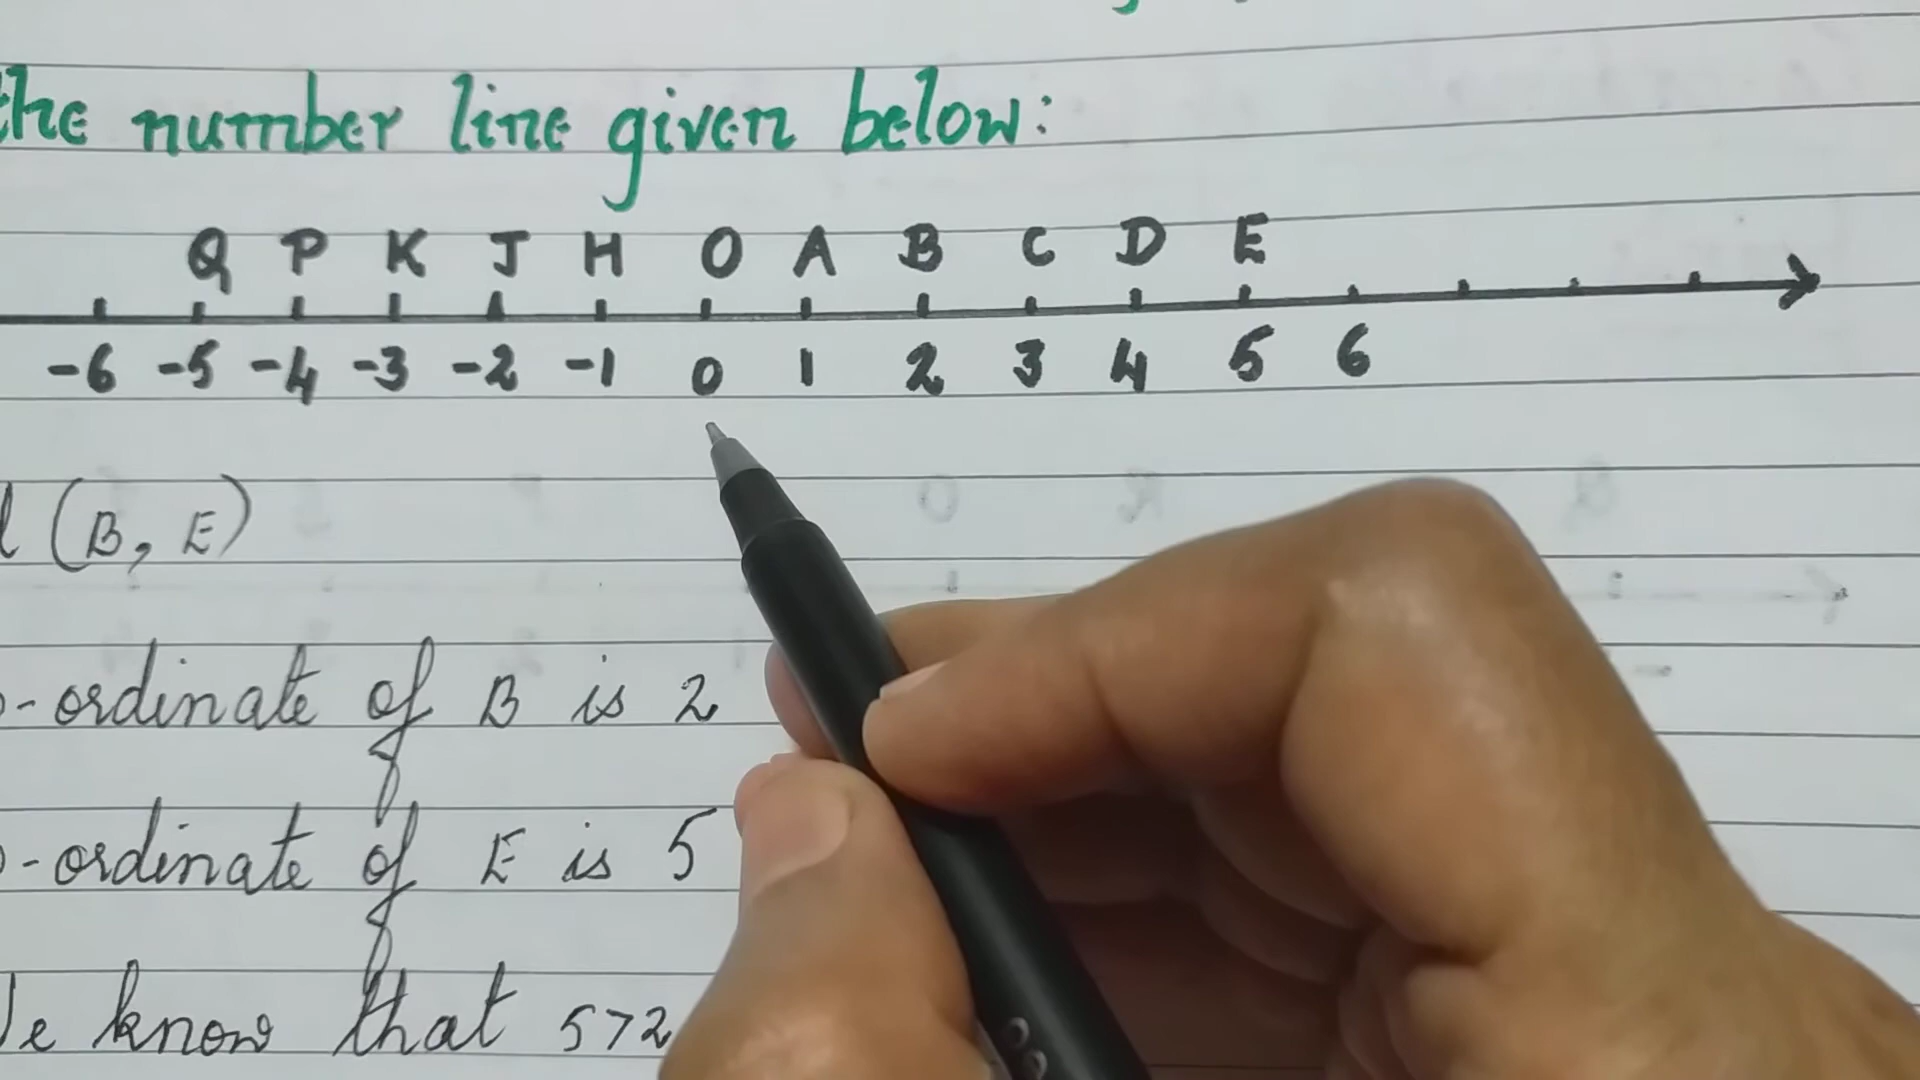 the number line given below:
Q P K J H O A B C D E
-6 -5 -4 -3 -2 -1 0 1 2 3 4 5 6
(B, E)
-ordinate of B is 2
-ordinate of E is 5
know that 5>2